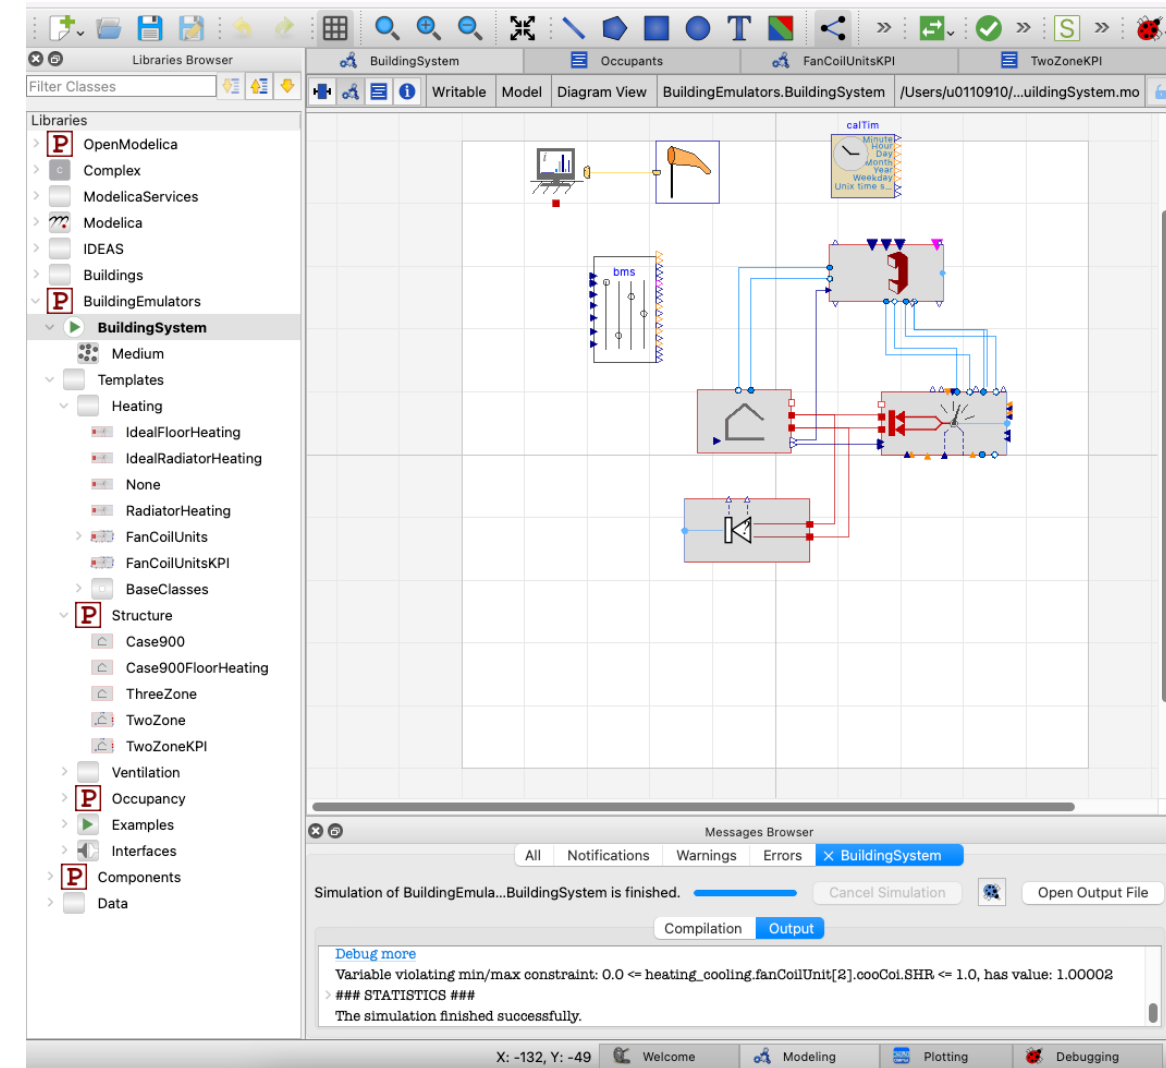 T
S
Libraries Browser
BuildingSystem
Occupants
FanCoilUnitsKPI
TwoZoneKPI
Filter Classes
Writable
Model
Diagram View
BuildingEmulators.BuildingSystem
/Users/u0110910/...uildingSystem.mo
Libraries
P OpenModelica
C Complex
ModelicaServices
Modelica
IDEAS
Buildings
P BuildingEmulators
BuildingSystem
Medium
Templates
Heating
IdealFloorHeating
IdealRadiatorHeating
None
RadiatorHeating
FanCoilUnits
FanCoilUnitsKPI
BaseClasses
P Structure
Case900
Case900FloorHeating
ThreeZone
TwoZone
TwoZoneKPI
Ventilation
P Occupancy
Examples
Interfaces
P Components
Data
calTim
Minute
Hour
Day
Month
Year
Weekday
Unix time s...
bms
?
Messages Browser
All
Notifications
Warnings
Errors
× BuildingSystem
Simulation of BuildingEmula...BuildingSystem is finished.
Cancel Simulation
Open Output File
Compilation
Output
Debug more
Variable violating min/max constraint: 0.0 <= heating_cooling.fanCoilUnit[2].cooCoi.SHR <= 1.0, has value: 1.00002
### STATISTICS ###
The simulation finished successfully.
X: -132, Y: -49
Welcome
Modeling
Plotting
Debugging